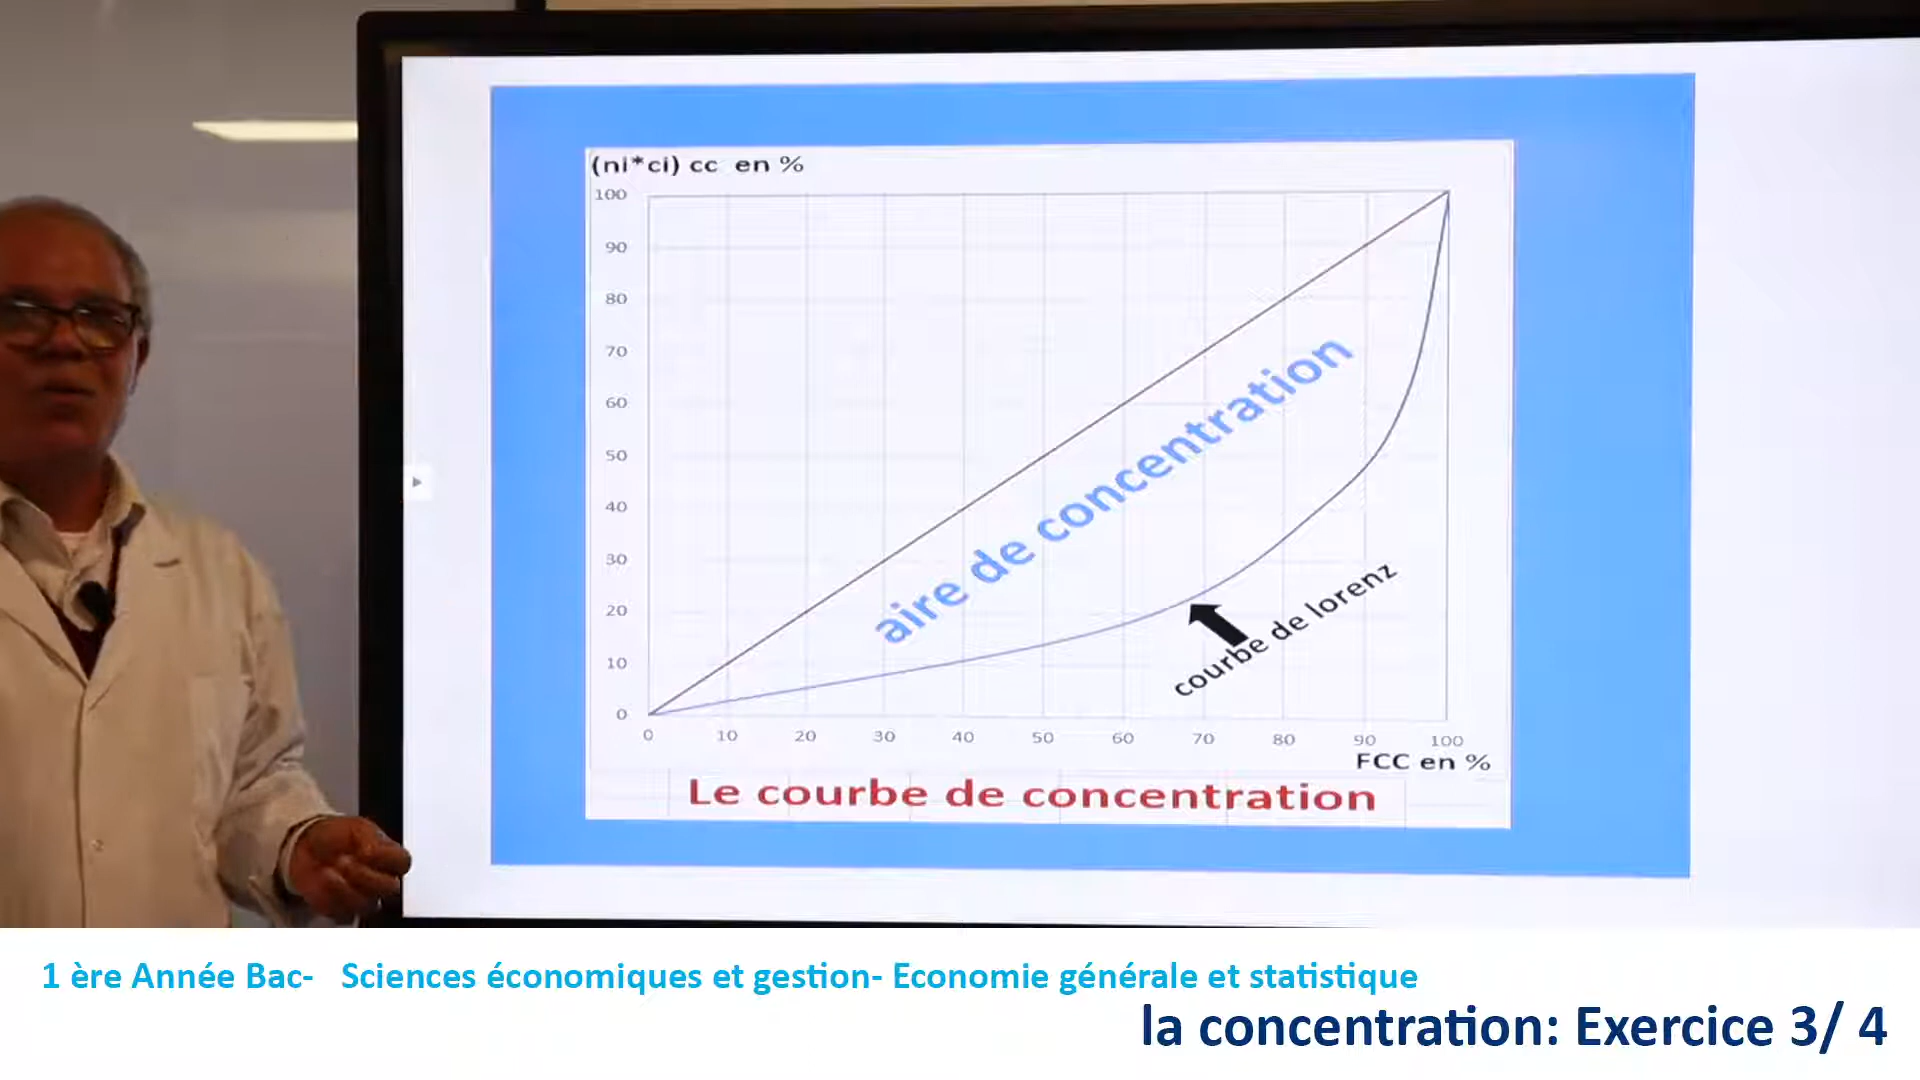 (ni*ci) cc en %
100
90
80
70
60
50
40
30
20
10
0
aire de concentration
courbe de lorenz
0 10 20 30 40 50 60 70 80 90 100
FCC en %
Le courbe de concentration
1 ère Année Bac- Sciences économiques et gestion- Economie générale et statistique
la concentration: Exercice 3/ 4